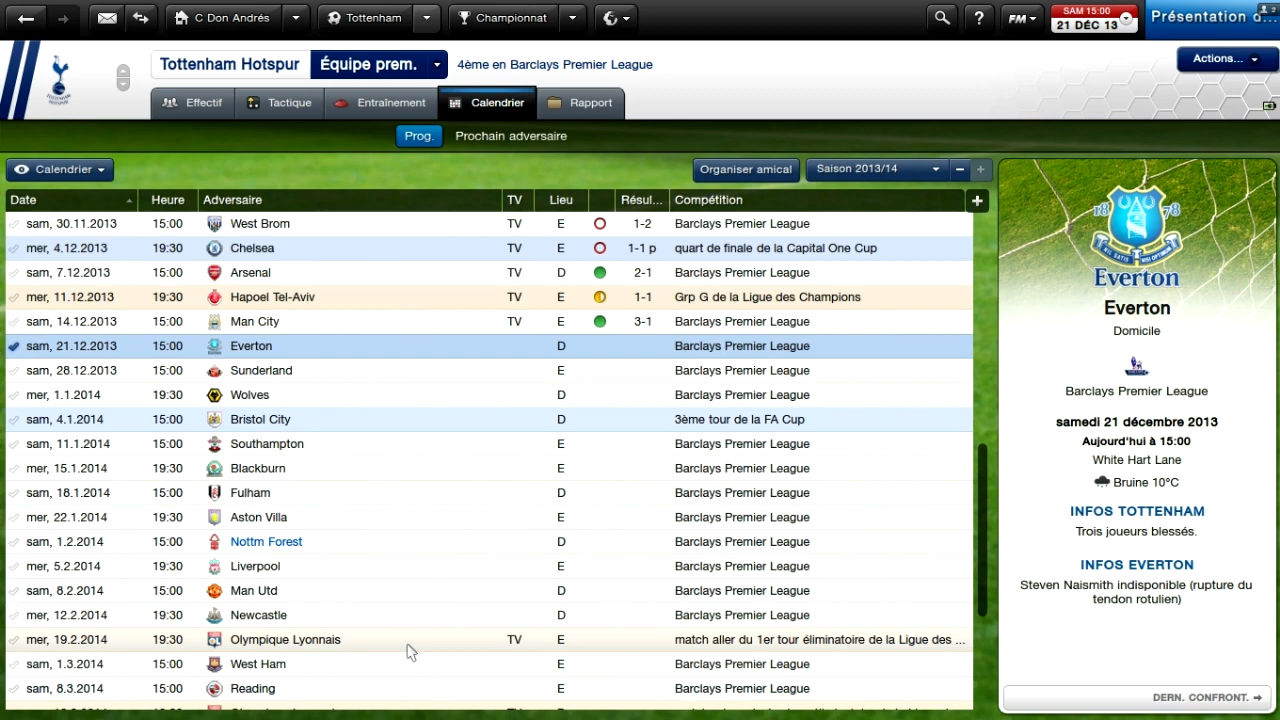 C Don Andrés
Tottenham
Championnat
?
FM
SAM 15:00
21 DÉC 13
Présentation d...
Tottenham Hotspur
Équipe prem.
4ème en Barclays Premier League
Actions...
Effectif
Tactique
Entraînement
Calendrier
Rapport
Prog.
Prochain adversaire
Calendrier
Organiser amical
Saison 2013/14
Date Heure Adversaire TV Lieu Résul... Compétition
sam, 30.11.2013 15:00 West Brom TV E 1-2 Barclays Premier League
mer, 4.12.2013 19:30 Chelsea TV E 1-1 p quart de finale de la Capital One Cup
sam, 7.12.2013 15:00 Arsenal TV D 2-1 Barclays Premier League
mer, 11.12.2013 19:30 Hapoel Tel-Aviv TV E 1-1 Grp G de la Ligue des Champions
sam, 14.12.2013 15:00 Man City TV E 3-1 Barclays Premier League
sam, 21.12.2013 15:00 Everton D Barclays Premier League
sam, 28.12.2013 15:00 Sunderland E Barclays Premier League
mer, 1.1.2014 19:30 Wolves D Barclays Premier League
sam, 4.1.2014 15:00 Bristol City D 3ème tour de la FA Cup
sam, 11.1.2014 15:00 Southampton E Barclays Premier League
mer, 15.1.2014 19:30 Blackburn E Barclays Premier League
sam, 18.1.2014 15:00 Fulham D Barclays Premier League
mer, 22.1.2014 19:30 Aston Villa E Barclays Premier League
sam, 1.2.2014 15:00 Nottm Forest D Barclays Premier League
mer, 5.2.2014 19:30 Liverpool E Barclays Premier League
sam, 8.2.2014 15:00 Man Utd D Barclays Premier League
mer, 12.2.2014 19:30 Newcastle D Barclays Premier League
mer, 19.2.2014 19:30 Olympique Lyonnais TV E match aller du 1er tour éliminatoire de la Ligue des ...
sam, 1.3.2014 15:00 West Ham E Barclays Premier League
sam, 8.3.2014 15:00 Reading E Barclays Premier League
18 78
Everton
Everton
Domicile
Barclays Premier League
samedi 21 décembre 2013
Aujourd'hui à 15:00
White Hart Lane
Bruine 10°C
INFOS TOTTENHAM
Trois joueurs blessés.
INFOS EVERTON
Steven Naismith indisponible (rupture du
tendon rotulien)
DERN. CONFRONT.